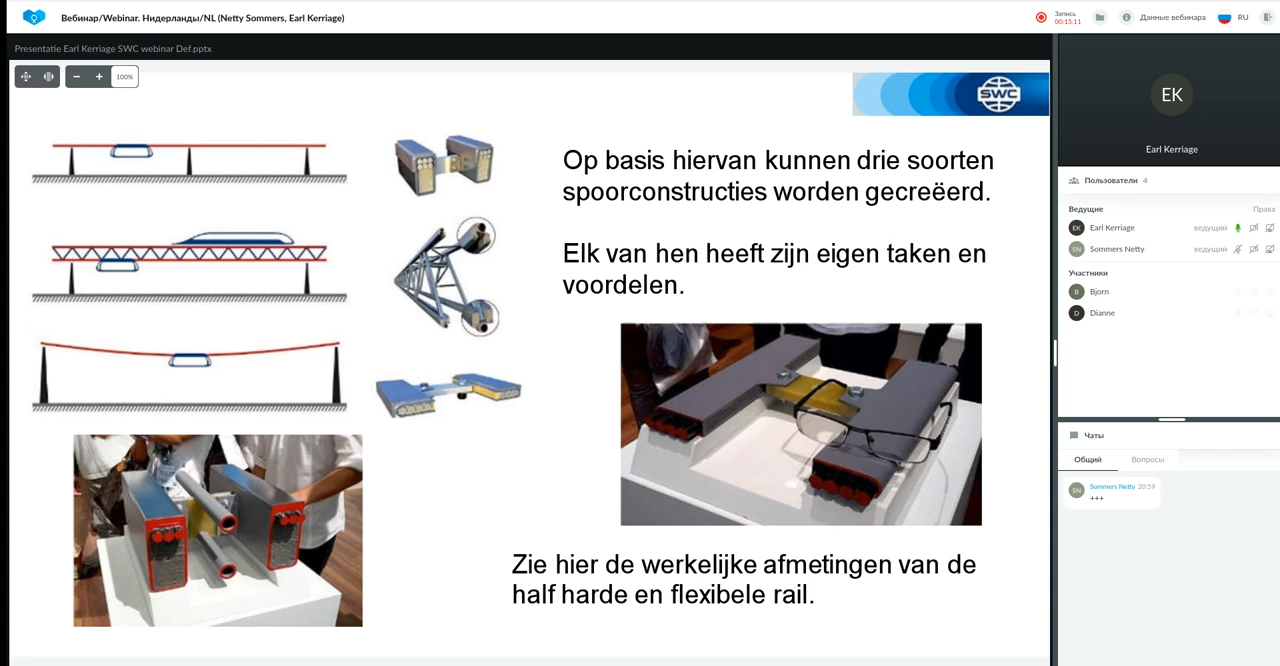 Вебинар/Webinar. Нидерланды/NL (Netty Sommers, Earl Kerriage)
Запись
00:15:11
Данные вебинара
RU
Presentatie Earl Kerriage SWC webinar Def.pptx
100%
SWC
Op basis hiervan kunnen drie soorten
spoorconstructies worden gecreëerd.
Elk van hen heeft zijn eigen taken en
voordelen.
Zie hier de werkelijke afmetingen van de
half harde en flexibele rail.
EK
Earl Kerriage
Пользователи 4
Ведущие Права
EK Earl Kerriage ведущий
SN Sommers Netty ведущий
Участники
B Bjorn
D Dianne
Чаты
Общий Вопросы
SN Sommers Netty 20:59
+++